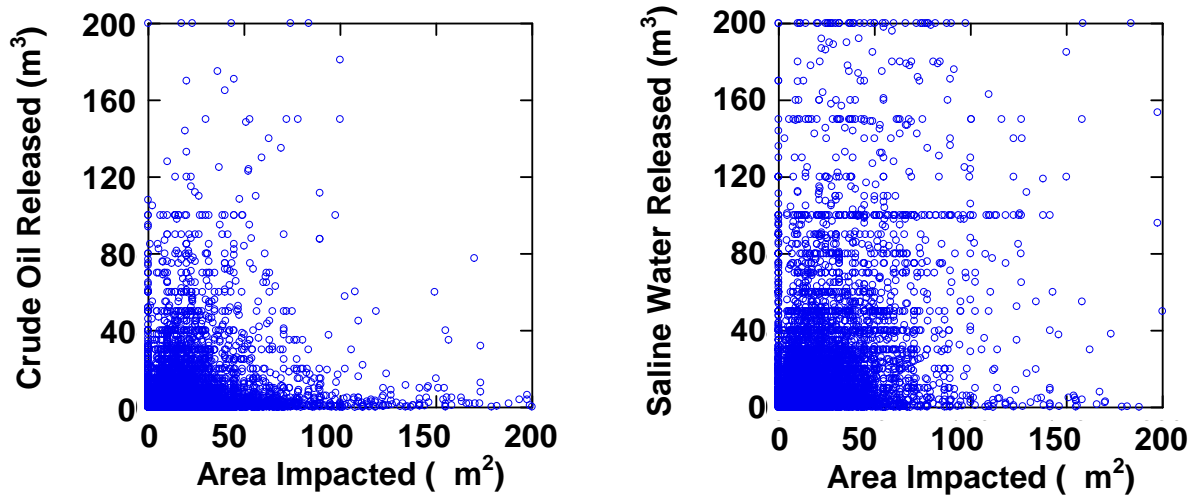 Crude Oil Released (m³)
200
160
120
80
40
0
0 50 100 150 200
Area Impacted ( m²)
Saline Water Released (m³)
200
160
120
80
40
0
0 50 100 150 200
Area Impacted ( m²)